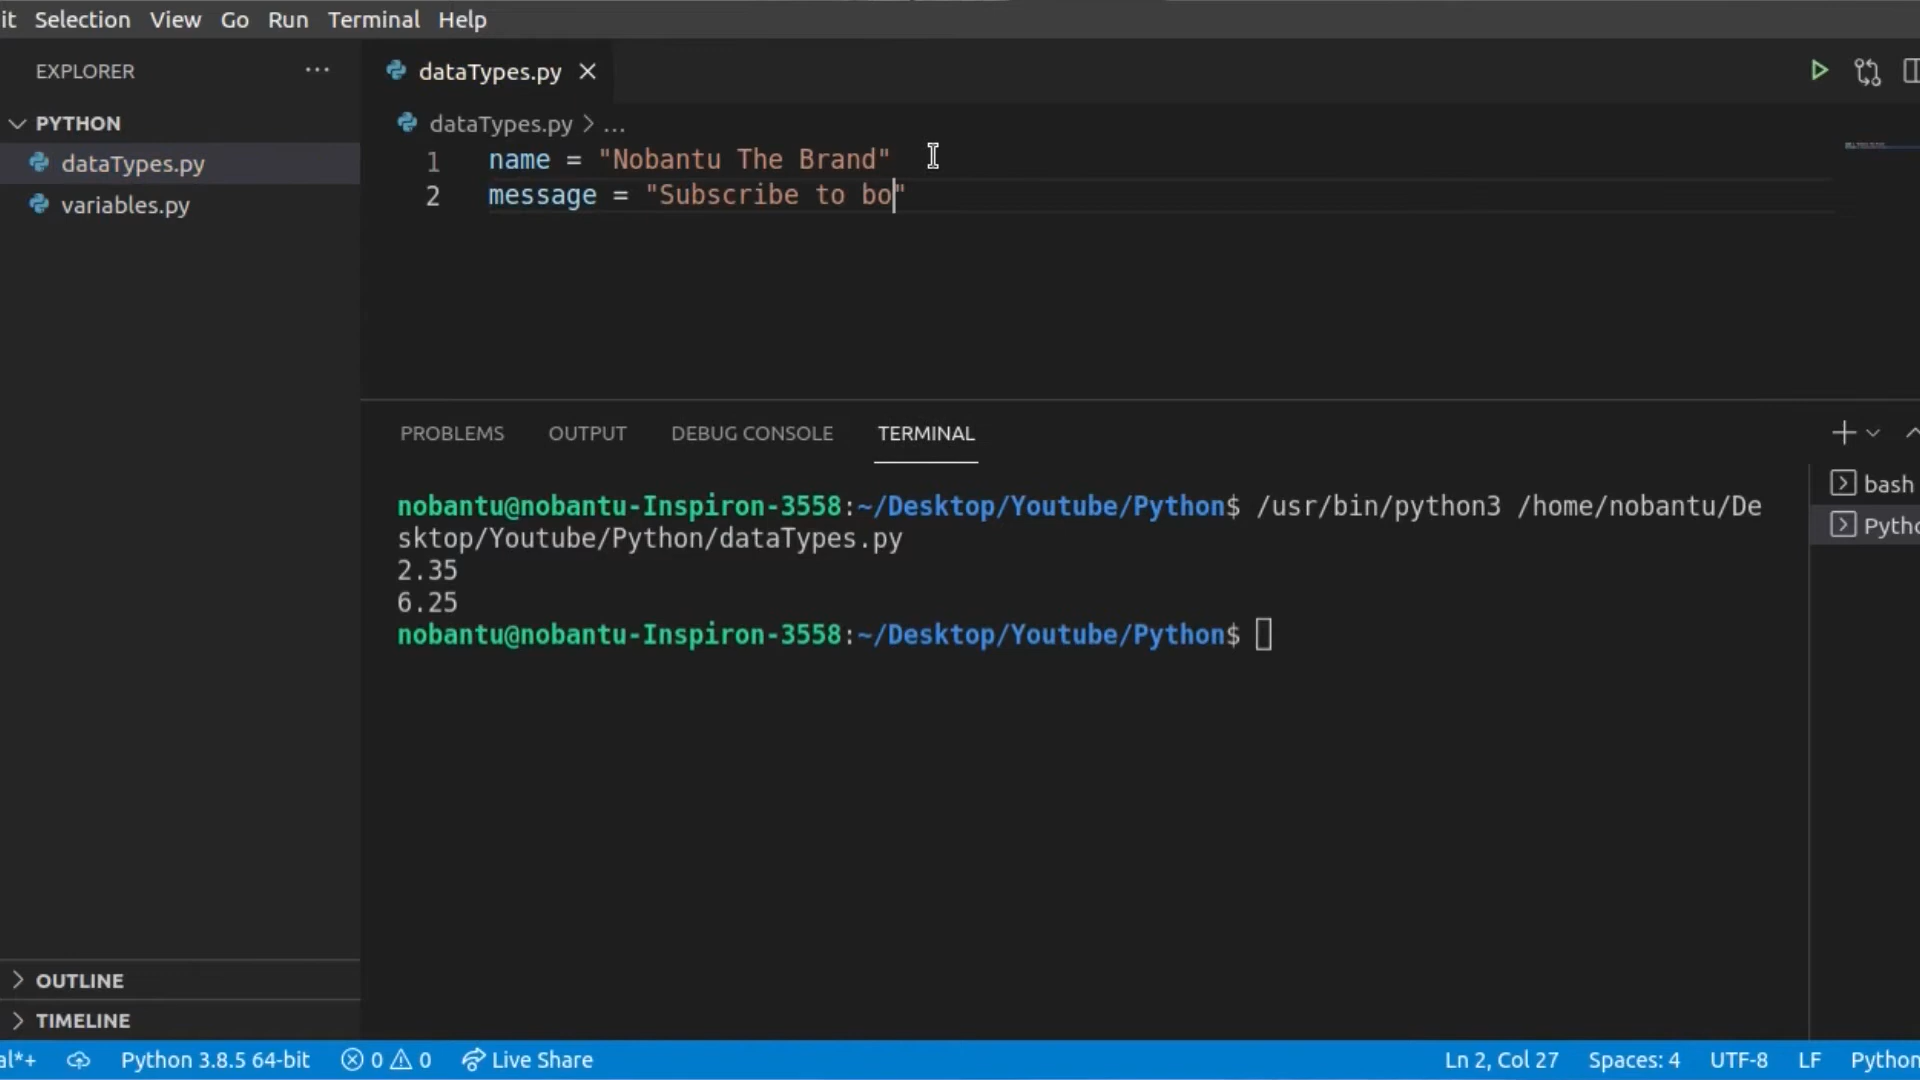 it Selection View Go Run Terminal Help
EXPLORER ...
PYTHON
dataTypes.py
variables.py
dataTypes.py
dataTypes.py > ...
1 name = "Nobantu The Brand"
2 message = "Subscribe to bo"
PROBLEMS OUTPUT DEBUG CONSOLE TERMINAL
nobantu@nobantu-Inspiron-3558:~/Desktop/Youtube/Python$ /usr/bin/python3 /home/nobantu/De
sktop/Youtube/Python/dataTypes.py
2.35
6.25
nobantu@nobantu-Inspiron-3558:~/Desktop/Youtube/Python$
bash
Pytho
OUTLINE
TIMELINE
al*+ Python 3.8.5 64-bit 0 0 Live Share Ln 2, Col 27 Spaces: 4 UTF-8 LF Python